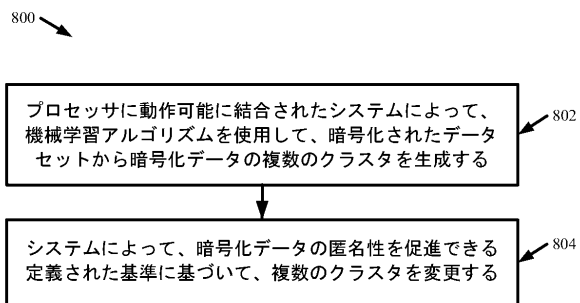 800
プロセッサに動作可能に結合されたシステムによって、
機械学習アルゴリズムを使用して、暗号化されたデータ
セットから暗号化データの複数のクラスタを生成する
802
システムによって、暗号化データの匿名性を促進できる
定義された基準に基づいて、複数のクラスタを変更する
804